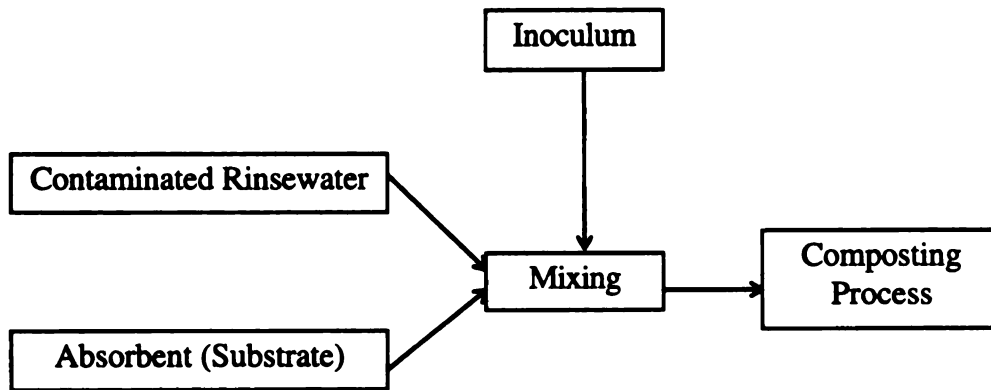 Inoculum
Contaminated Rinsewater
Mixing
Composting
Process
Absorbent (Substrate)